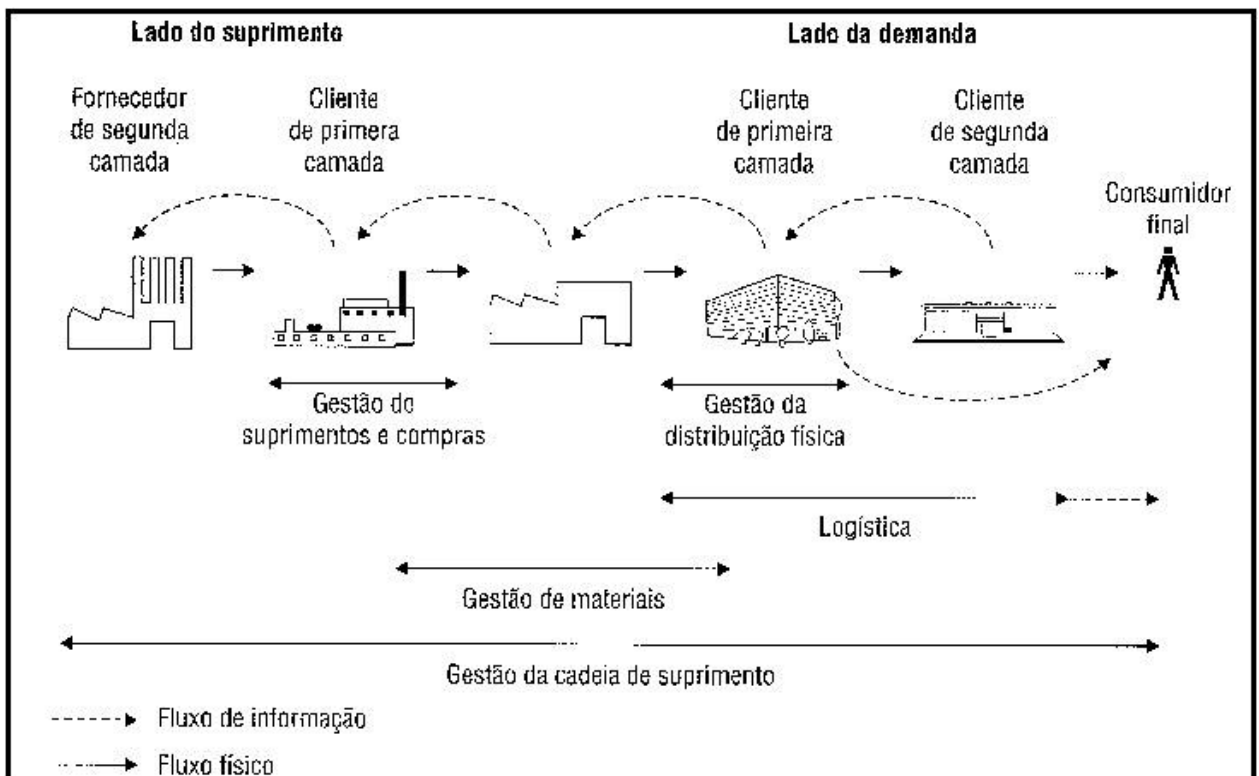 Lado do suprimento
Lado da demanda
Fornecedor
de segunda
camada
Cliente
de primera
camada
Cliente
de primeira
camada
Cliente
de segunda
camada
Consumidor
final
Gestão do
suprimentos e compras
Gestão da
distribuição física
Logística
Gestão de materiais
Gestão da cadeia de suprimento
Fluxo de informação
Fluxo físico